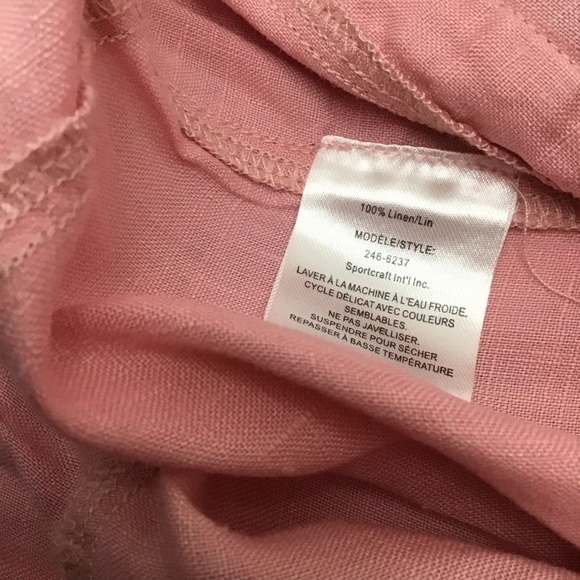 100% Linen/Lin
MODÈLE/STYLE:
246-6237
Sportcraft Int'l Inc.
LAVER À LA MACHINE À L'EAU FROIDE.
CYCLE DÉLICAT AVEC COULEURS
SEMBLABLES.
NE PAS JAVELLISER.
SUSPENDRE POUR SÉCHER
REPASSER À BASSE TEMPÉRATURE